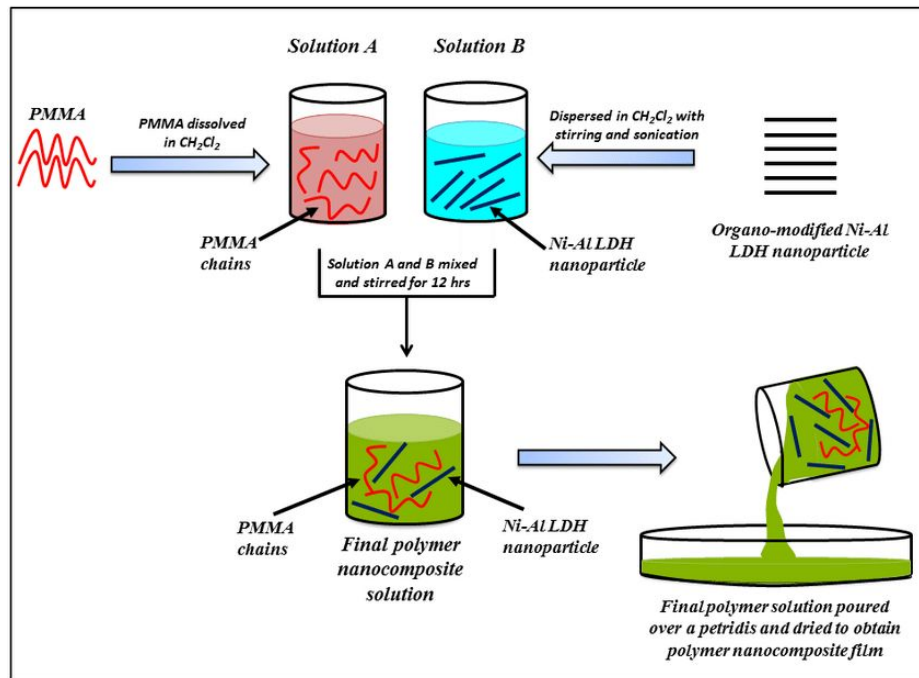 Solution A
Solution B
PMMA
PMMA dissolved
in CH₂Cl₂
Dispersed in CH₂Cl₂ with
stirring and sonication
PMMA
chains
Ni-Al LDH
nanoparticle
Organo-modified Ni-Al
LDH nanoparticle
Solution A and B mixed
and stirred for 12 hrs
PMMA
chains
Ni-Al LDH
nanoparticle
Final polymer
nanocomposite
solution
Final polymer solution poured
over a petridis and dried to obtain
polymer nanocomposite film